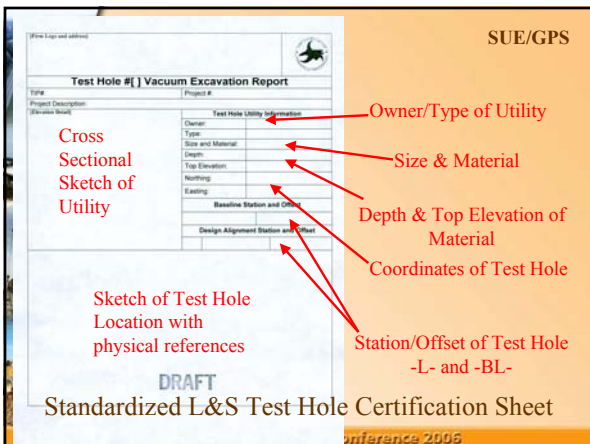 SUE/GPS
[Firm Logo and address]
Test Hole #[ ] Vacuum Excavation Report
TIP#:
Project #:
Project Description:
[Elevation Detail]
Test Hole Utility Information
Owner:
Type:
Size and Material:
Depth:
Top Elevation:
Northing:
Easting:
Baseline Station and Offset
Design Alignment Station and Offset
Cross
Sectional
Sketch of
Utility
Owner/Type of Utility
Size & Material
Depth & Top Elevation of
Material
Coordinates of Test Hole
Station/Offset of Test Hole
-L- and -BL-
Sketch of Test Hole
Location with
physical references
DRAFT
Standardized L&S Test Hole Certification Sheet
onference 2006